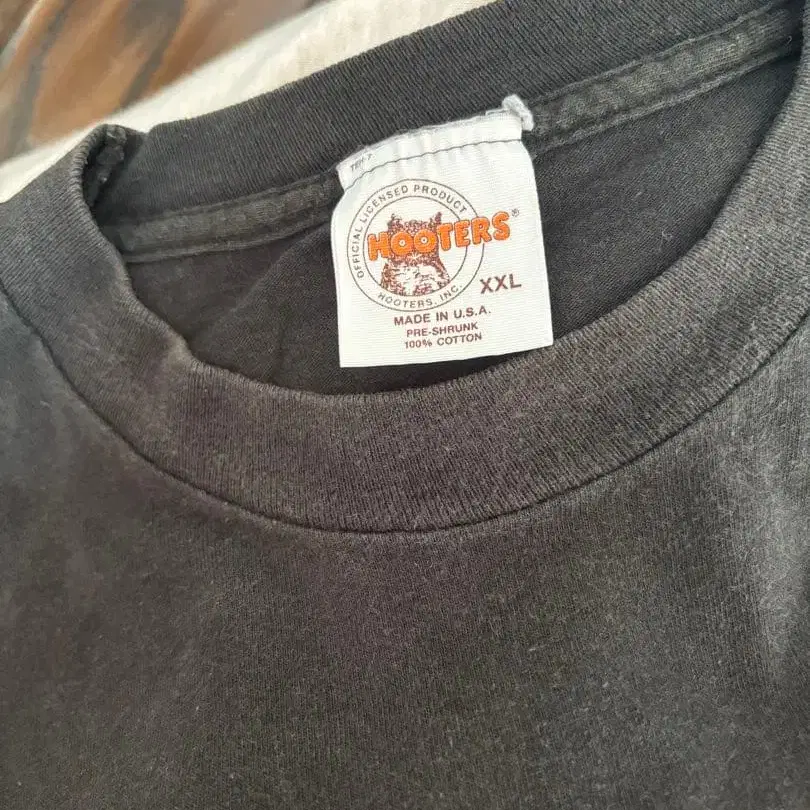 OFFICIAL LICENSED PRODUCT
HOOTERS®
HOOTERS, INC.
XXL
MADE IN U.S.A.
PRE-SHRUNK
100% COTTON